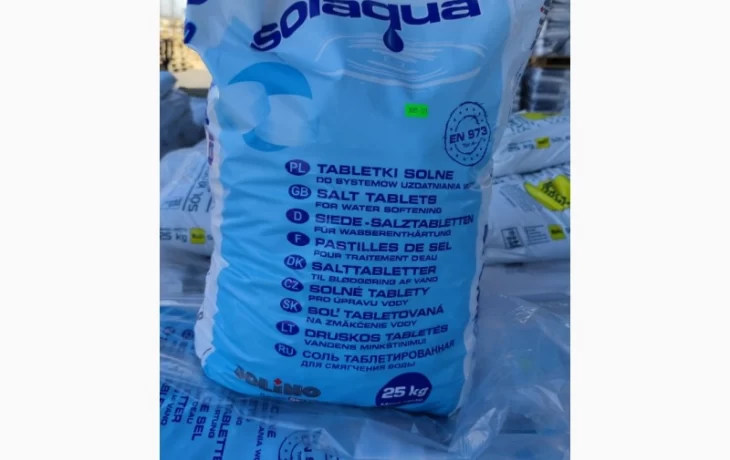 solaqua
EN 973
PL TABLETKI SOLNE
DO SYSTEMÓW UZDATNIANIA
GB SALT TABLETS
FOR WATER SOFTENING
D SIEDE-SALZTABLETTEN
FÜR WASSERENTHÄRTUNG
F PASTILLES DE SEL
POUR TRAITEMENT D'EAU
DK SALTTABLETTER
TIL BLØDGØRING AF VAND
CZ SOLNÉ TABLETY
PRO ÚPRAVU VODY
SK SOĽ TABLETOVANÁ
NA ZMÄKČENIE VODY
LT DRUSKOS TABLETĖS
VANDENS MINKŠTINIMUI
RU СОЛЬ ТАБЛЕТИРОВАННАЯ
ДЛЯ СМЯГЧЕНИЯ ВОДЫ
SOLINO
25 kg